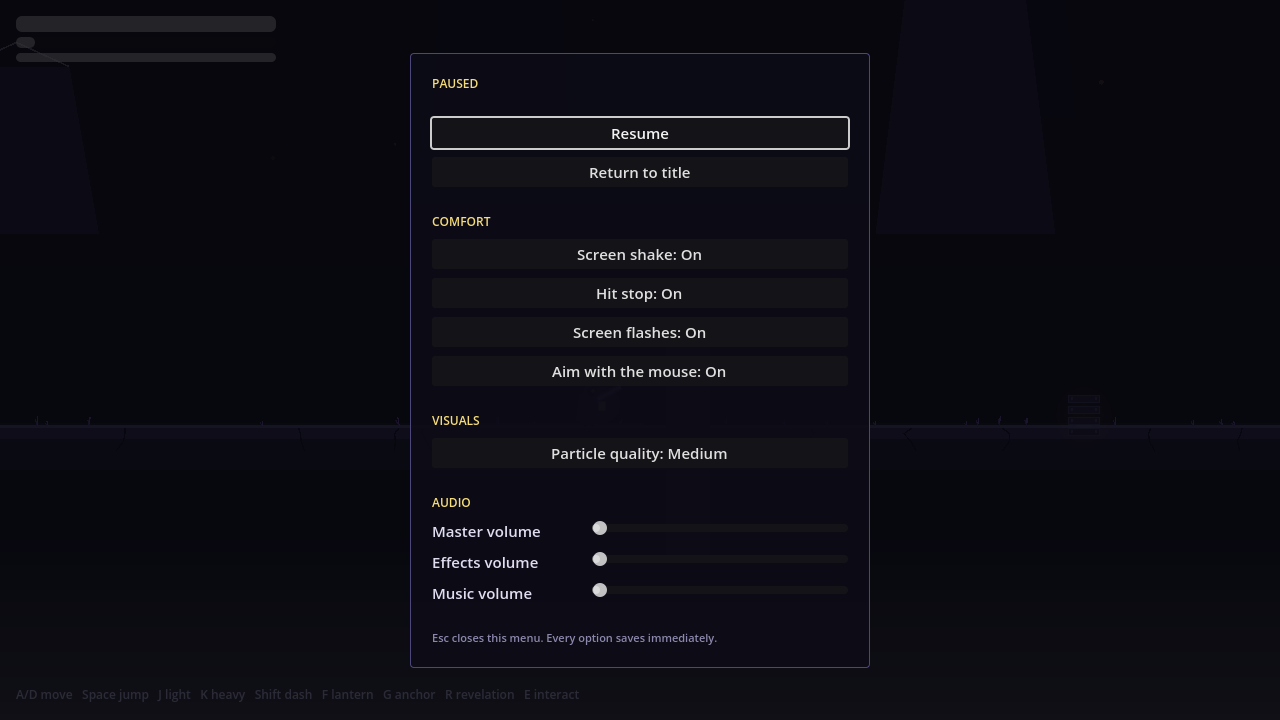 PAUSED
Resume
Return to title
COMFORT
Screen shake: On
Hit stop: On
Screen flashes: On
Aim with the mouse: On
VISUALS
Particle quality: Medium
AUDIO
Master volume
Effects volume
Music volume
Esc closes this menu. Every option saves immediately.
A/D move Space jump J light K heavy Shift dash F lantern G anchor R revelation E interact